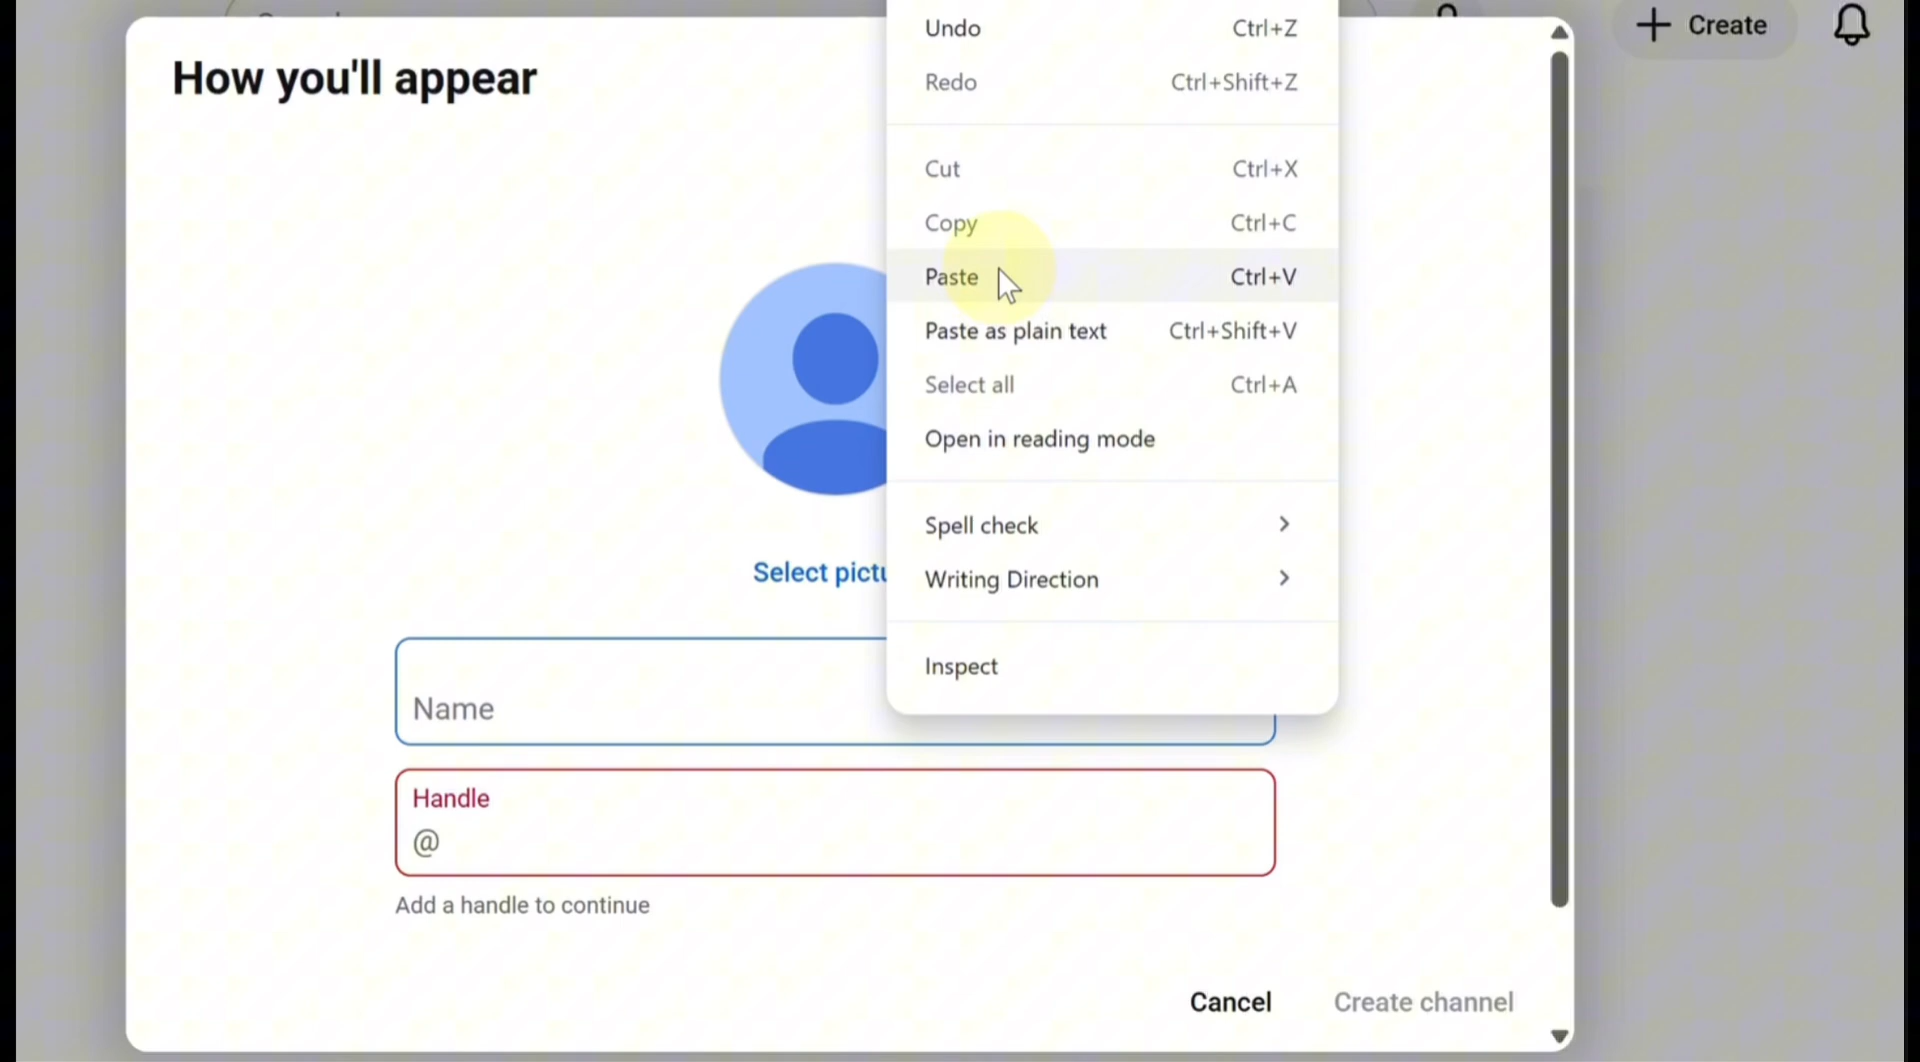 Create
How you'll appear
Undo Ctrl+Z
Redo Ctrl+Shift+Z
Cut Ctrl+X
Copy Ctrl+C
Paste Ctrl+V
Paste as plain text Ctrl+Shift+V
Select all Ctrl+A
Open in reading mode
Spell check
Writing Direction
Inspect
Select pictu
Name
Handle
@
Add a handle to continue
Cancel Create channel